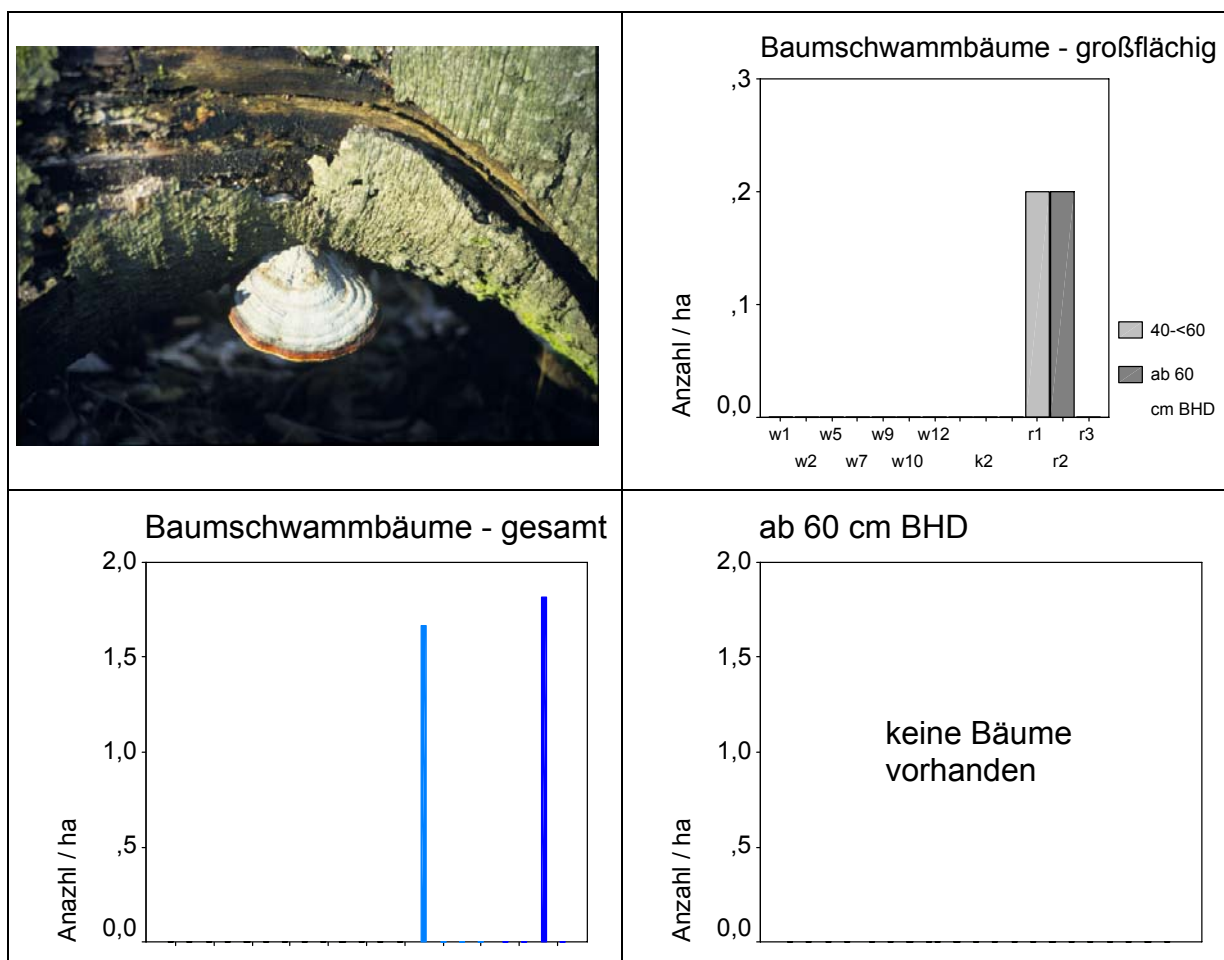 Baumschwammbäume - großflächig
,3
,2
,1
0,0
Anzahl / ha
w1 w5 w9 w12 r1 r3
w2 w7 w10 k2 r2
40-<60
ab 60
cm BHD
Baumschwammbäume - gesamt
2,0
1,5
1,0
,5
0,0
Anazhl / ha
ab 60 cm BHD
2,0
1,5
1,0
,5
0,0
Anzahl / ha
keine Bäume
vorhanden